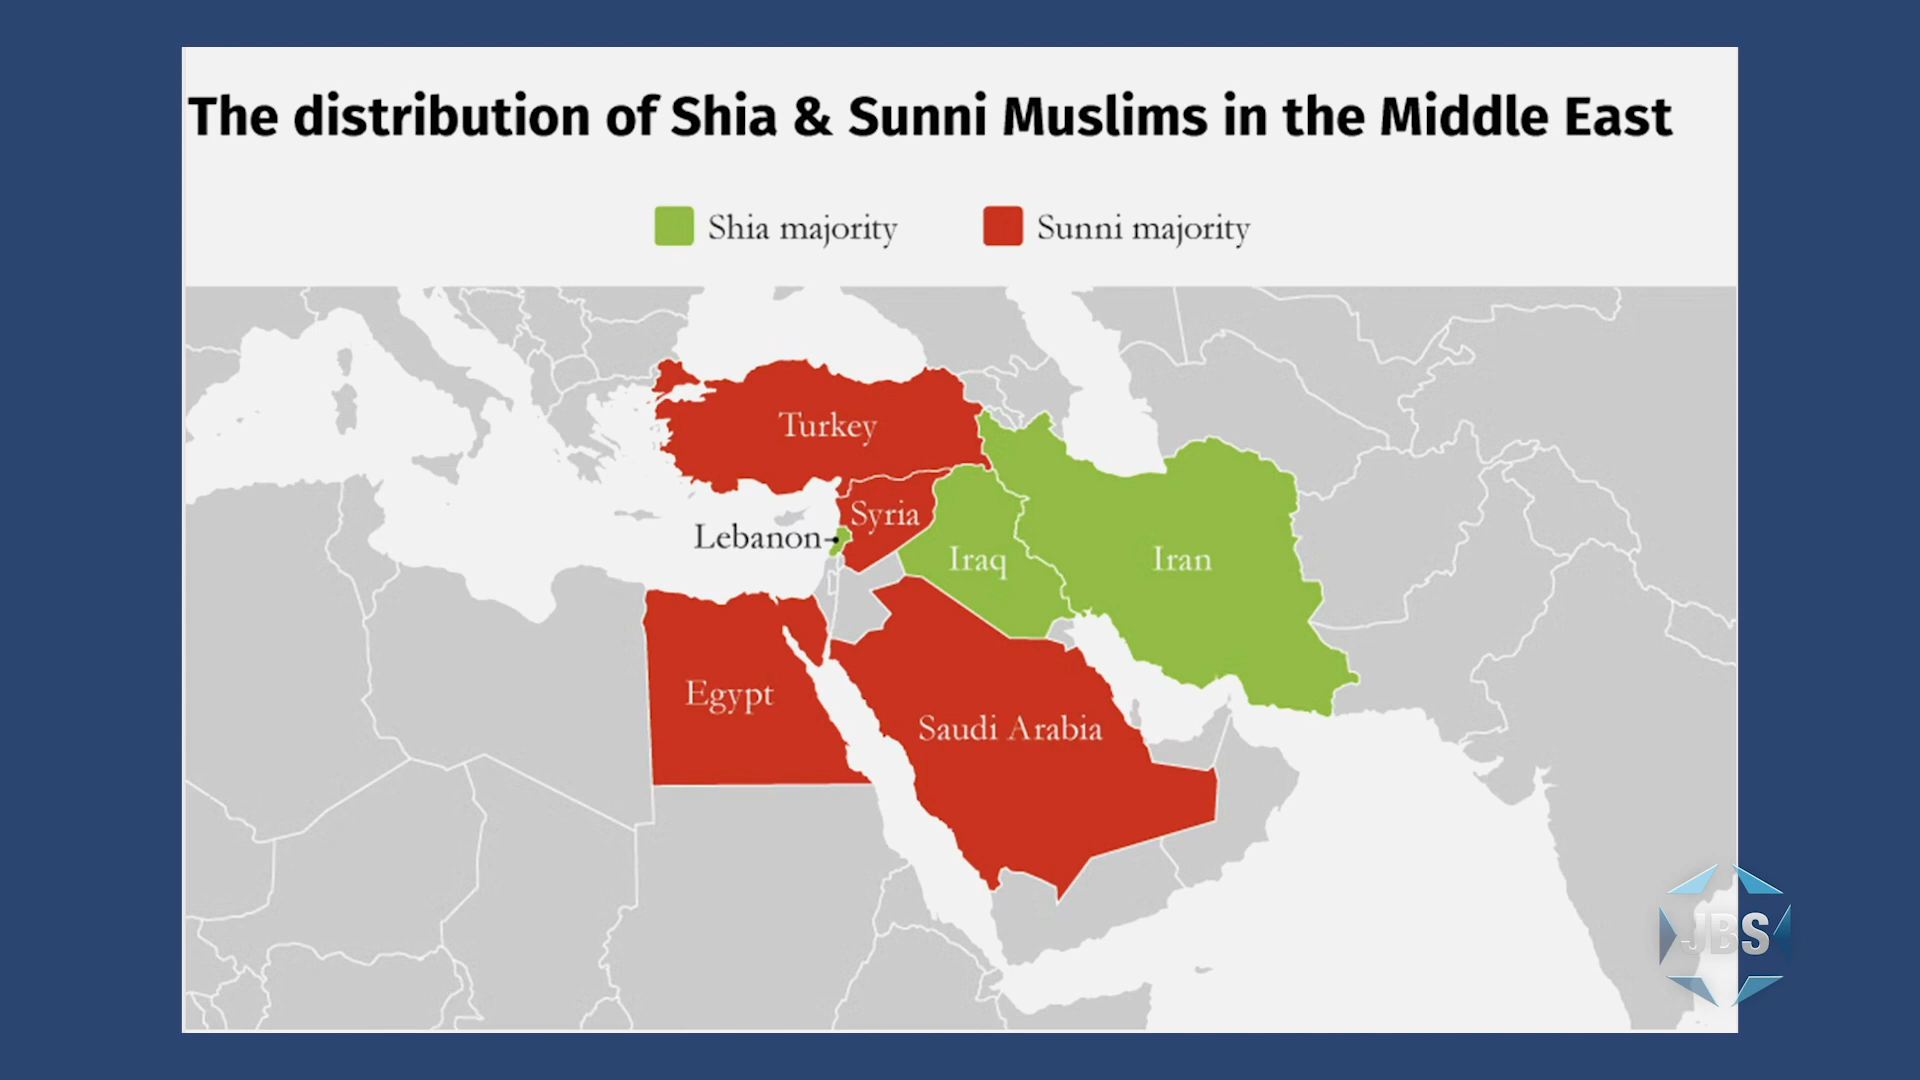 The distribution of Shia & Sunni Muslims in the Middle East
Shia majority
Sunni majority
Turkey
Syria
Lebanon
Iraq
Iran
Egypt
Saudi Arabia
JBS